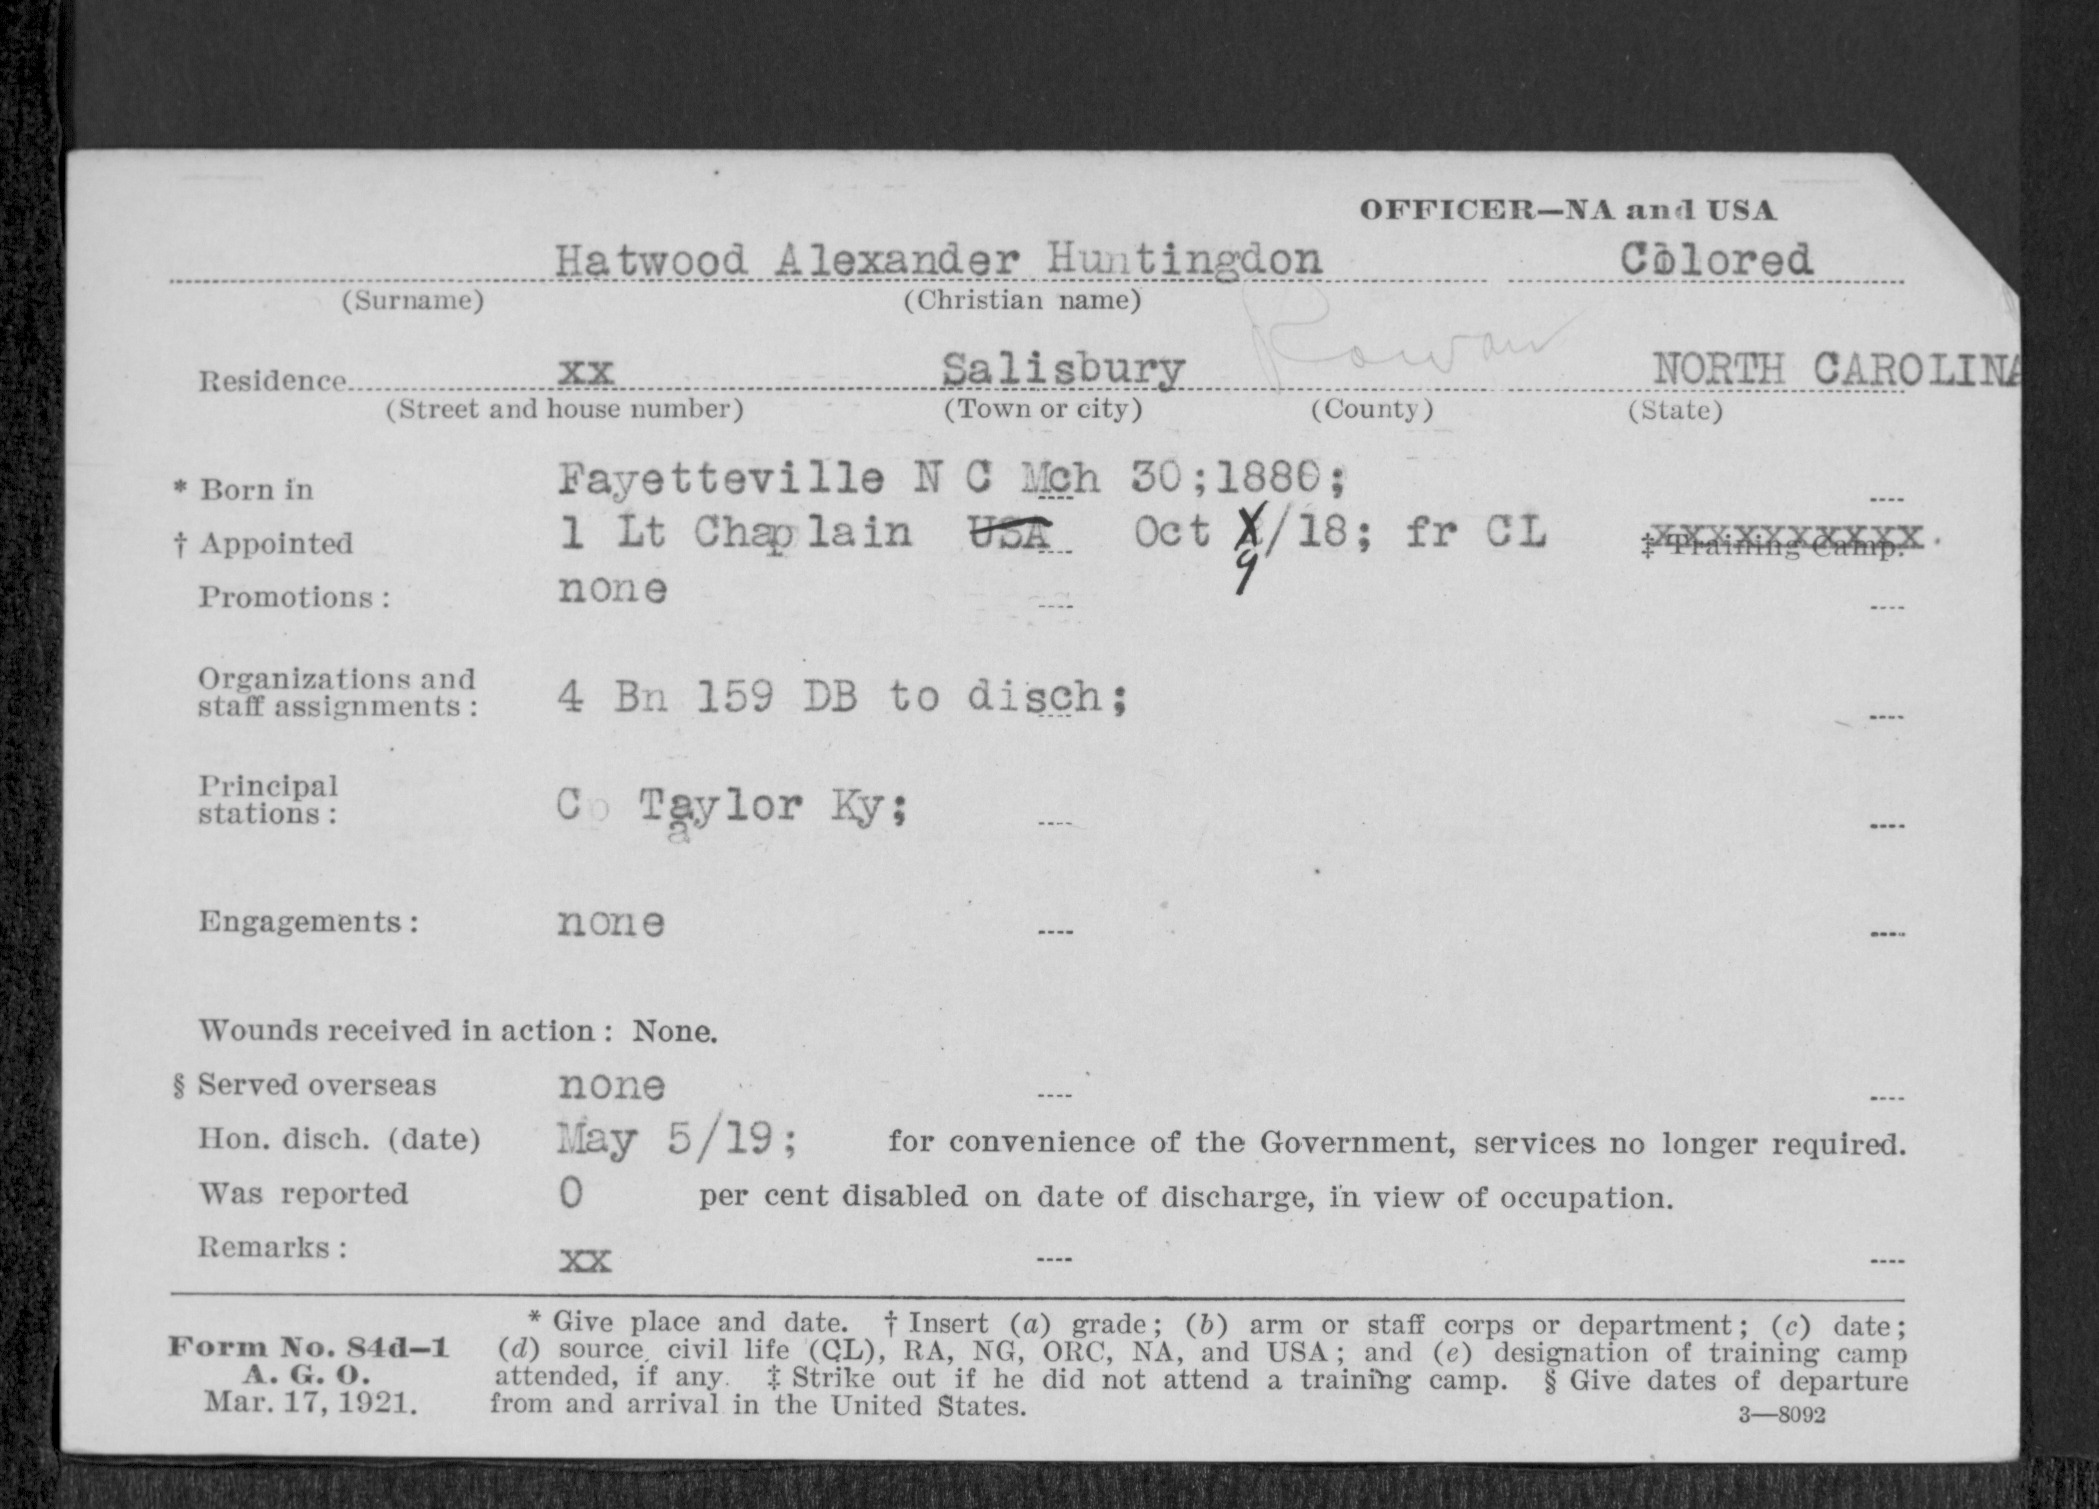 OFFICER—NA and USA
Hatwood Alexander Huntingdon Colored
(Surname) (Christian name)
Residence xx Salisbury Rowan NORTH CAROLINA
(Street and house number) (Town or city) (County) (State)
* Born in Fayetteville N C Mch 30;1880;
† Appointed 1 Lt Chaplain USA Oct 9/18; fr CL ‡ Training Camp.
Promotions: none
Organizations and
staff assignments: 4 Bn 159 DB to disch;
Principal
stations: Co Taylor Ky;
Engagements: none
Wounds received in action: None.
§ Served overseas none
Hon. disch. (date) May 5/19; for convenience of the Government, services no longer required.
Was reported 0 per cent disabled on date of discharge, in view of occupation.
Remarks: xx
* Give place and date. † Insert (a) grade; (b) arm or staff corps or department; (c) date;
Form No. 84d—1 (d) source, civil life (CL), RA, NG, ORC, NA, and USA; and (e) designation of training camp
A. G. O. attended, if any. ‡ Strike out if he did not attend a training camp. § Give dates of departure
Mar. 17, 1921. from and arrival in the United States.
3—8092